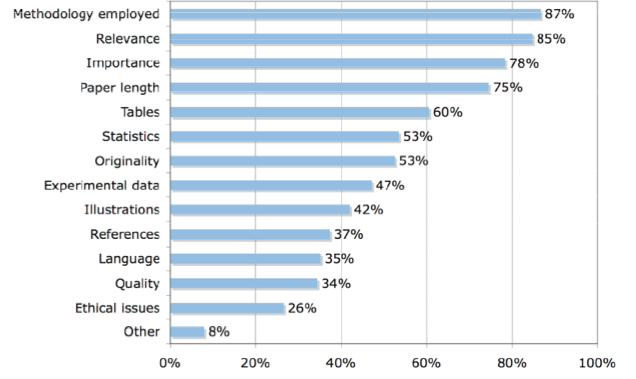 Methodology employed 87%
Relevance 85%
Importance 78%
Paper length 75%
Tables 60%
Statistics 53%
Originality 53%
Experimental data 47%
Illustrations 42%
References 37%
Language 35%
Quality 34%
Ethical issues 26%
Other 8%
0% 20% 40% 60% 80% 100%